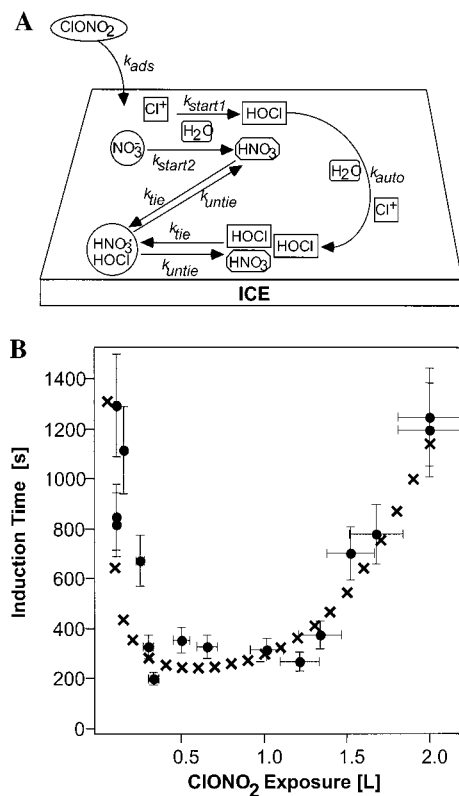 A
ClONO2
kads
Cl+ kstart1 HOCl
H2O
NO3- kstart2 HNO3
H2O kauto
Cl+
ktie kuntie
ktie HOCl HOCl
HNO3 HOCl
kuntie HNO3
ICE
B
Induction Time [s]
1400
1200
1000
800
600
400
200
0
0.5 1.0 1.5 2.0
ClONO2 Exposure [L]